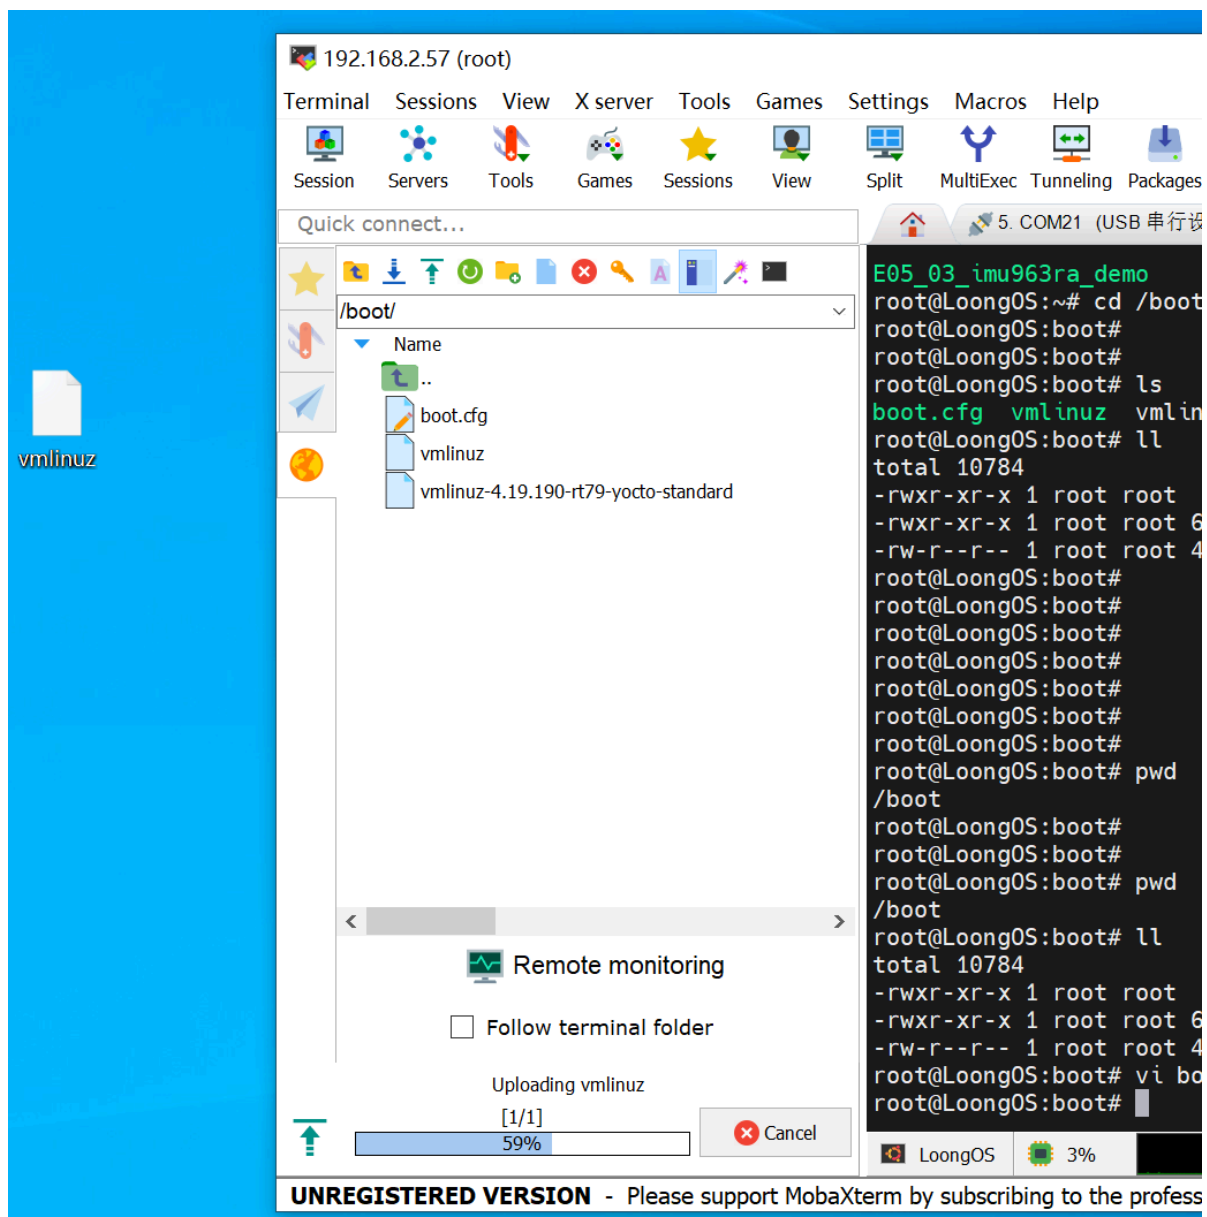 192.168.2.57 (root)
Terminal Sessions View X server Tools Games Settings Macros Help
Session Servers Tools Games Sessions View Split MultiExec Tunneling Packages
Quick connect...
5. COM21 (USB 串行设
/boot/
Name
..
boot.cfg
vmlinuz
vmlinuz-4.19.190-rt79-yocto-standard
vmlinuz
Remote monitoring
Follow terminal folder
Uploading vmlinuz
[1/1]
59%
Cancel
E05_03_imu963ra_demo
root@LoongOS:~# cd /boot
root@LoongOS:boot#
root@LoongOS:boot#
root@LoongOS:boot# ls
boot.cfg vmlinuz vmlin
root@LoongOS:boot# ll
total 10784
-rwxr-xr-x 1 root root
-rwxr-xr-x 1 root root 6
-rw-r--r-- 1 root root 4
root@LoongOS:boot#
root@LoongOS:boot#
root@LoongOS:boot#
root@LoongOS:boot#
root@LoongOS:boot#
root@LoongOS:boot#
root@LoongOS:boot#
root@LoongOS:boot# pwd
/boot
root@LoongOS:boot#
root@LoongOS:boot#
root@LoongOS:boot# pwd
/boot
root@LoongOS:boot# ll
total 10784
-rwxr-xr-x 1 root root
-rwxr-xr-x 1 root root 6
-rw-r--r-- 1 root root 4
root@LoongOS:boot# vi bo
root@LoongOS:boot#
LoongOS 3%
UNREGISTERED VERSION - Please support MobaXterm by subscribing to the profess